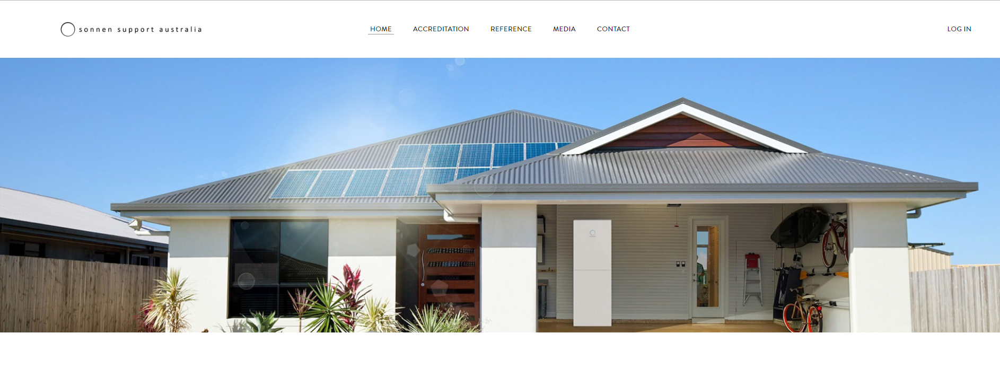 sonnen support australia
HOME
ACCREDITATION
REFERENCE
MEDIA
CONTACT
LOG IN